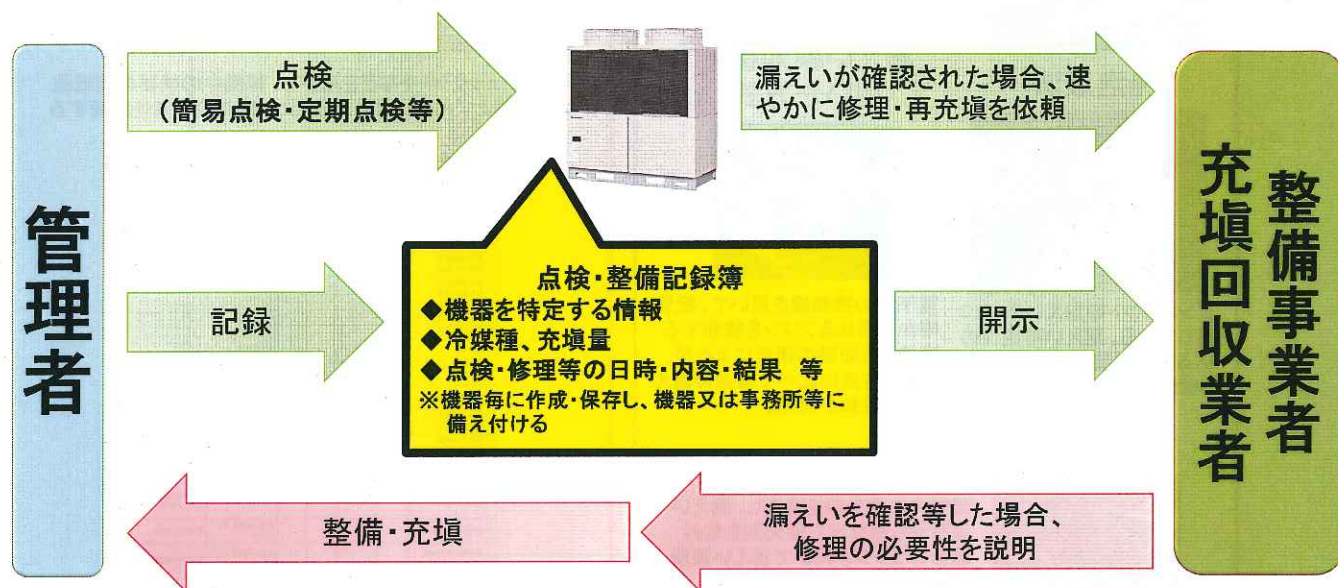 管理者
点検
（簡易点検・定期点検等）
漏えいが確認された場合、速
やかに修理・再充塡を依頼
整備事業者
充塡回収業者
記録
点検・整備記録簿
◆機器を特定する情報
◆冷媒種、充塡量
◆点検・修理等の日時・内容・結果 等
※機器毎に作成・保存し、機器又は事務所等に
備え付ける
開示
整備・充塡
漏えいを確認等した場合、
修理の必要性を説明